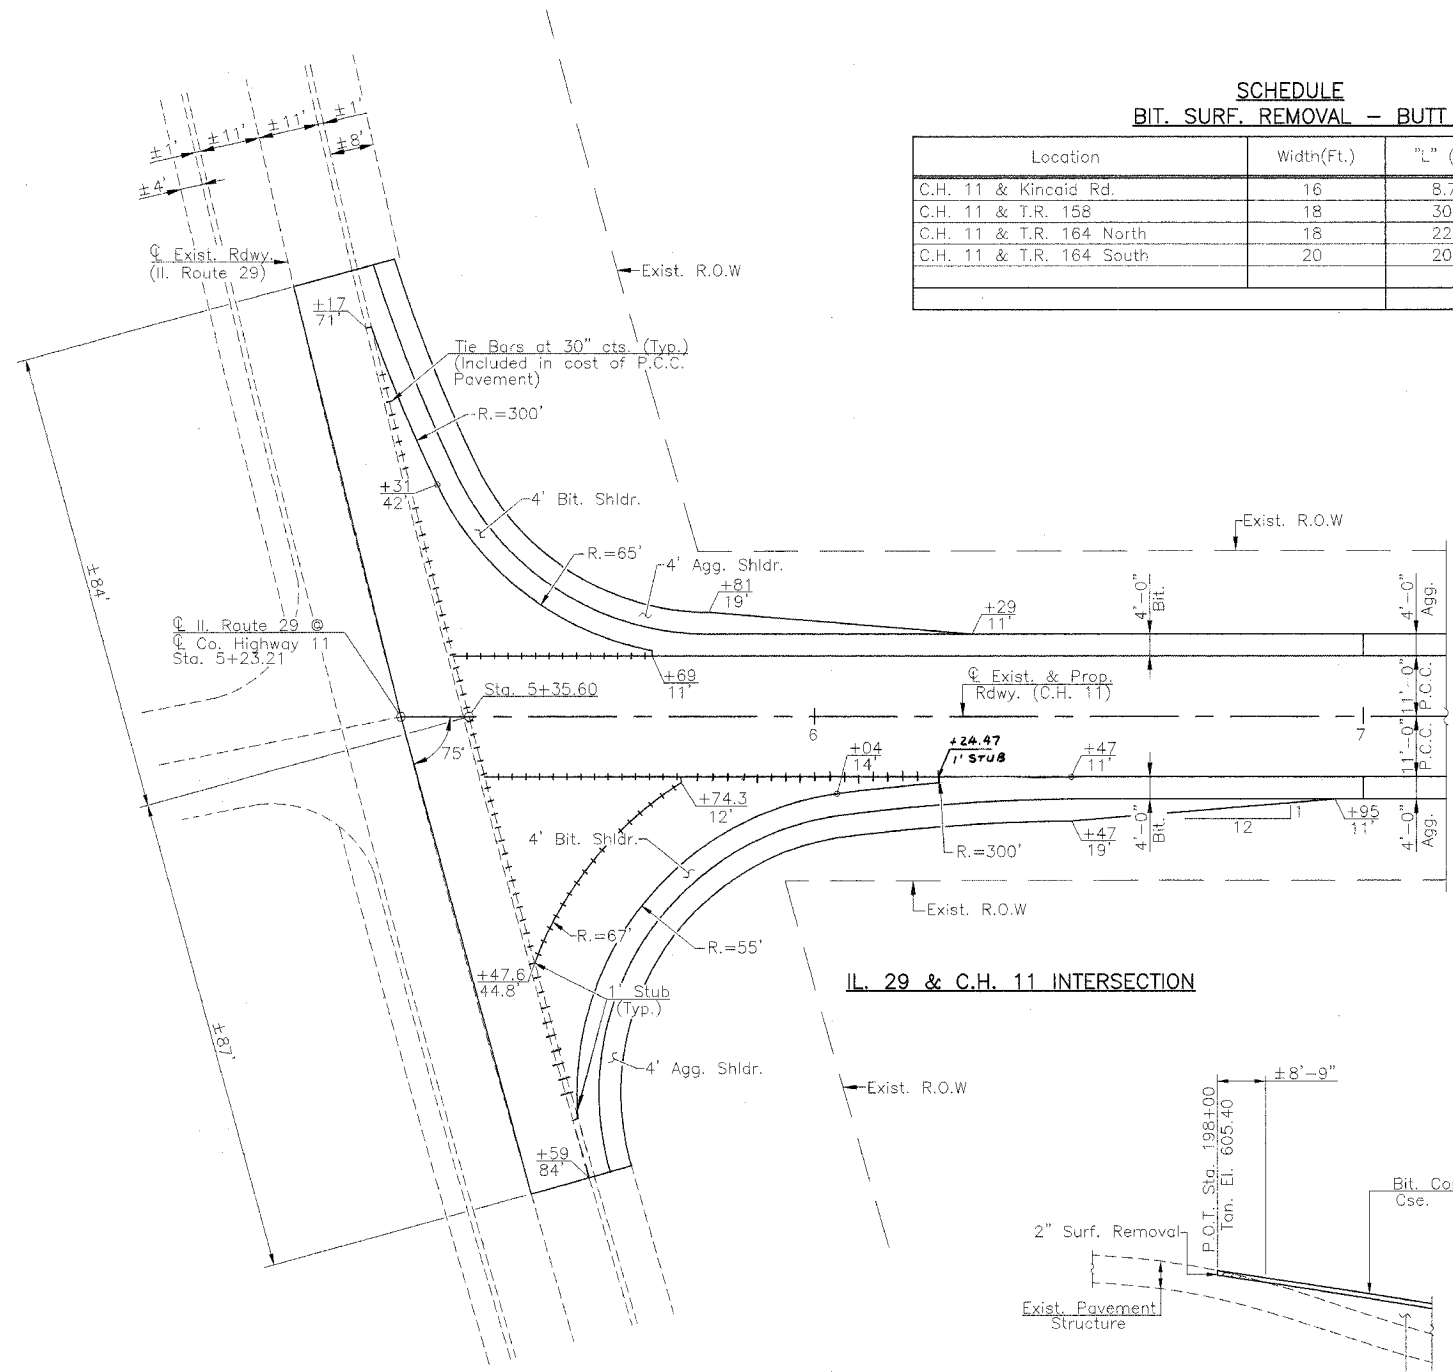 SCHEDULE
BIT. SURF. REMOVAL – BUTT
Location Width(Ft.) "L" (
C.H. 11 & Kincaid Rd. 16 8.7
C.H. 11 & T.R. 158 18 30
C.H. 11 & T.R. 164 North 18 22
C.H. 11 & T.R. 164 South 20 20
±1'
±11'
±11'
±1'
±8'
±4'
℄ Exist. Rdwy.
(Il. Route 29)
Exist. R.O.W
+17
71'
Tie Bars at 30" cts. (Typ.)
(Included in cost of P.C.C.
Pavement)
R.=300'
+31
42'
4' Bit. Shldr.
R.=65'
4' Agg. Shldr.
+81
19'
Exist. R.O.W
+29
11'
4'-0"
Bit.
4'-0"
Agg.
±84'
℄ Il. Route 29 @
℄ Co. Highway 11
Sta. 5+23.21
Sta. 5+35.60
+69
11'
℄ Exist. & Prop.
Rdwy. (C.H. 11)
11'-0"
P.C.C.
11'-0"
P.C.C.
6
7
75°
+24.47
1' STUB
+04
14'
+47
11'
+74.3
12'
4' Bit. Shldr.
4'-0"
Bit.
12
1
+95
11'
4'-0"
Agg.
+47
19'
R.=300'
Exist. R.O.W
R.=67'
R.=55'
+47.6
44.8'
1' Stub
(Typ.)
IL. 29 & C.H. 11 INTERSECTION
±87'
4' Agg. Shldr.
Exist. R.O.W
+59
84'
±8'-9"
P.O.T. Sta. 198+00
Tan. El. 605.40
Bit. Co
Cse.
2" Surf. Removal
Exist. Pavement
Structure